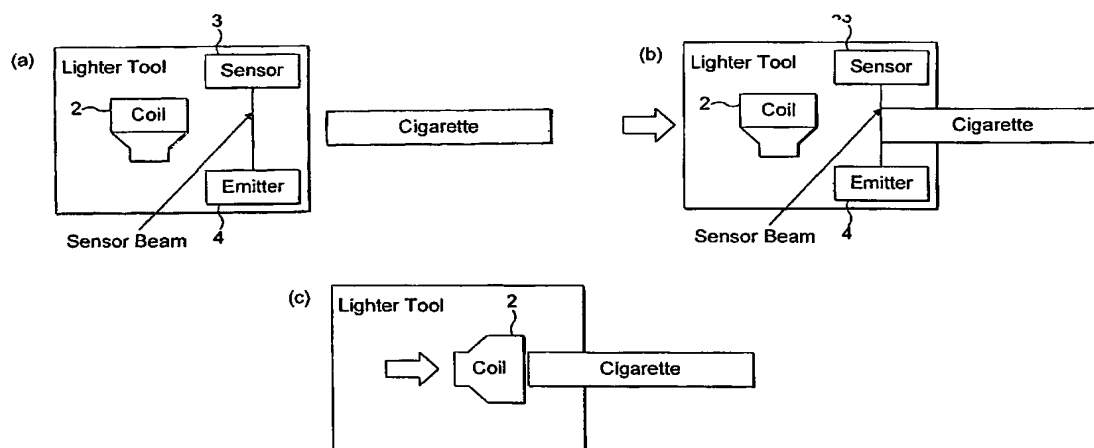 (a)
Lighter Tool
3
Sensor
2
Coil
Cigarette
Emitter
4
Sensor Beam
(b)
Lighter Tool
Sensor
2
Coil
Cigarette
Emitter
4
Sensor Beam
(c)
Lighter Tool
2
Coil
Cigarette